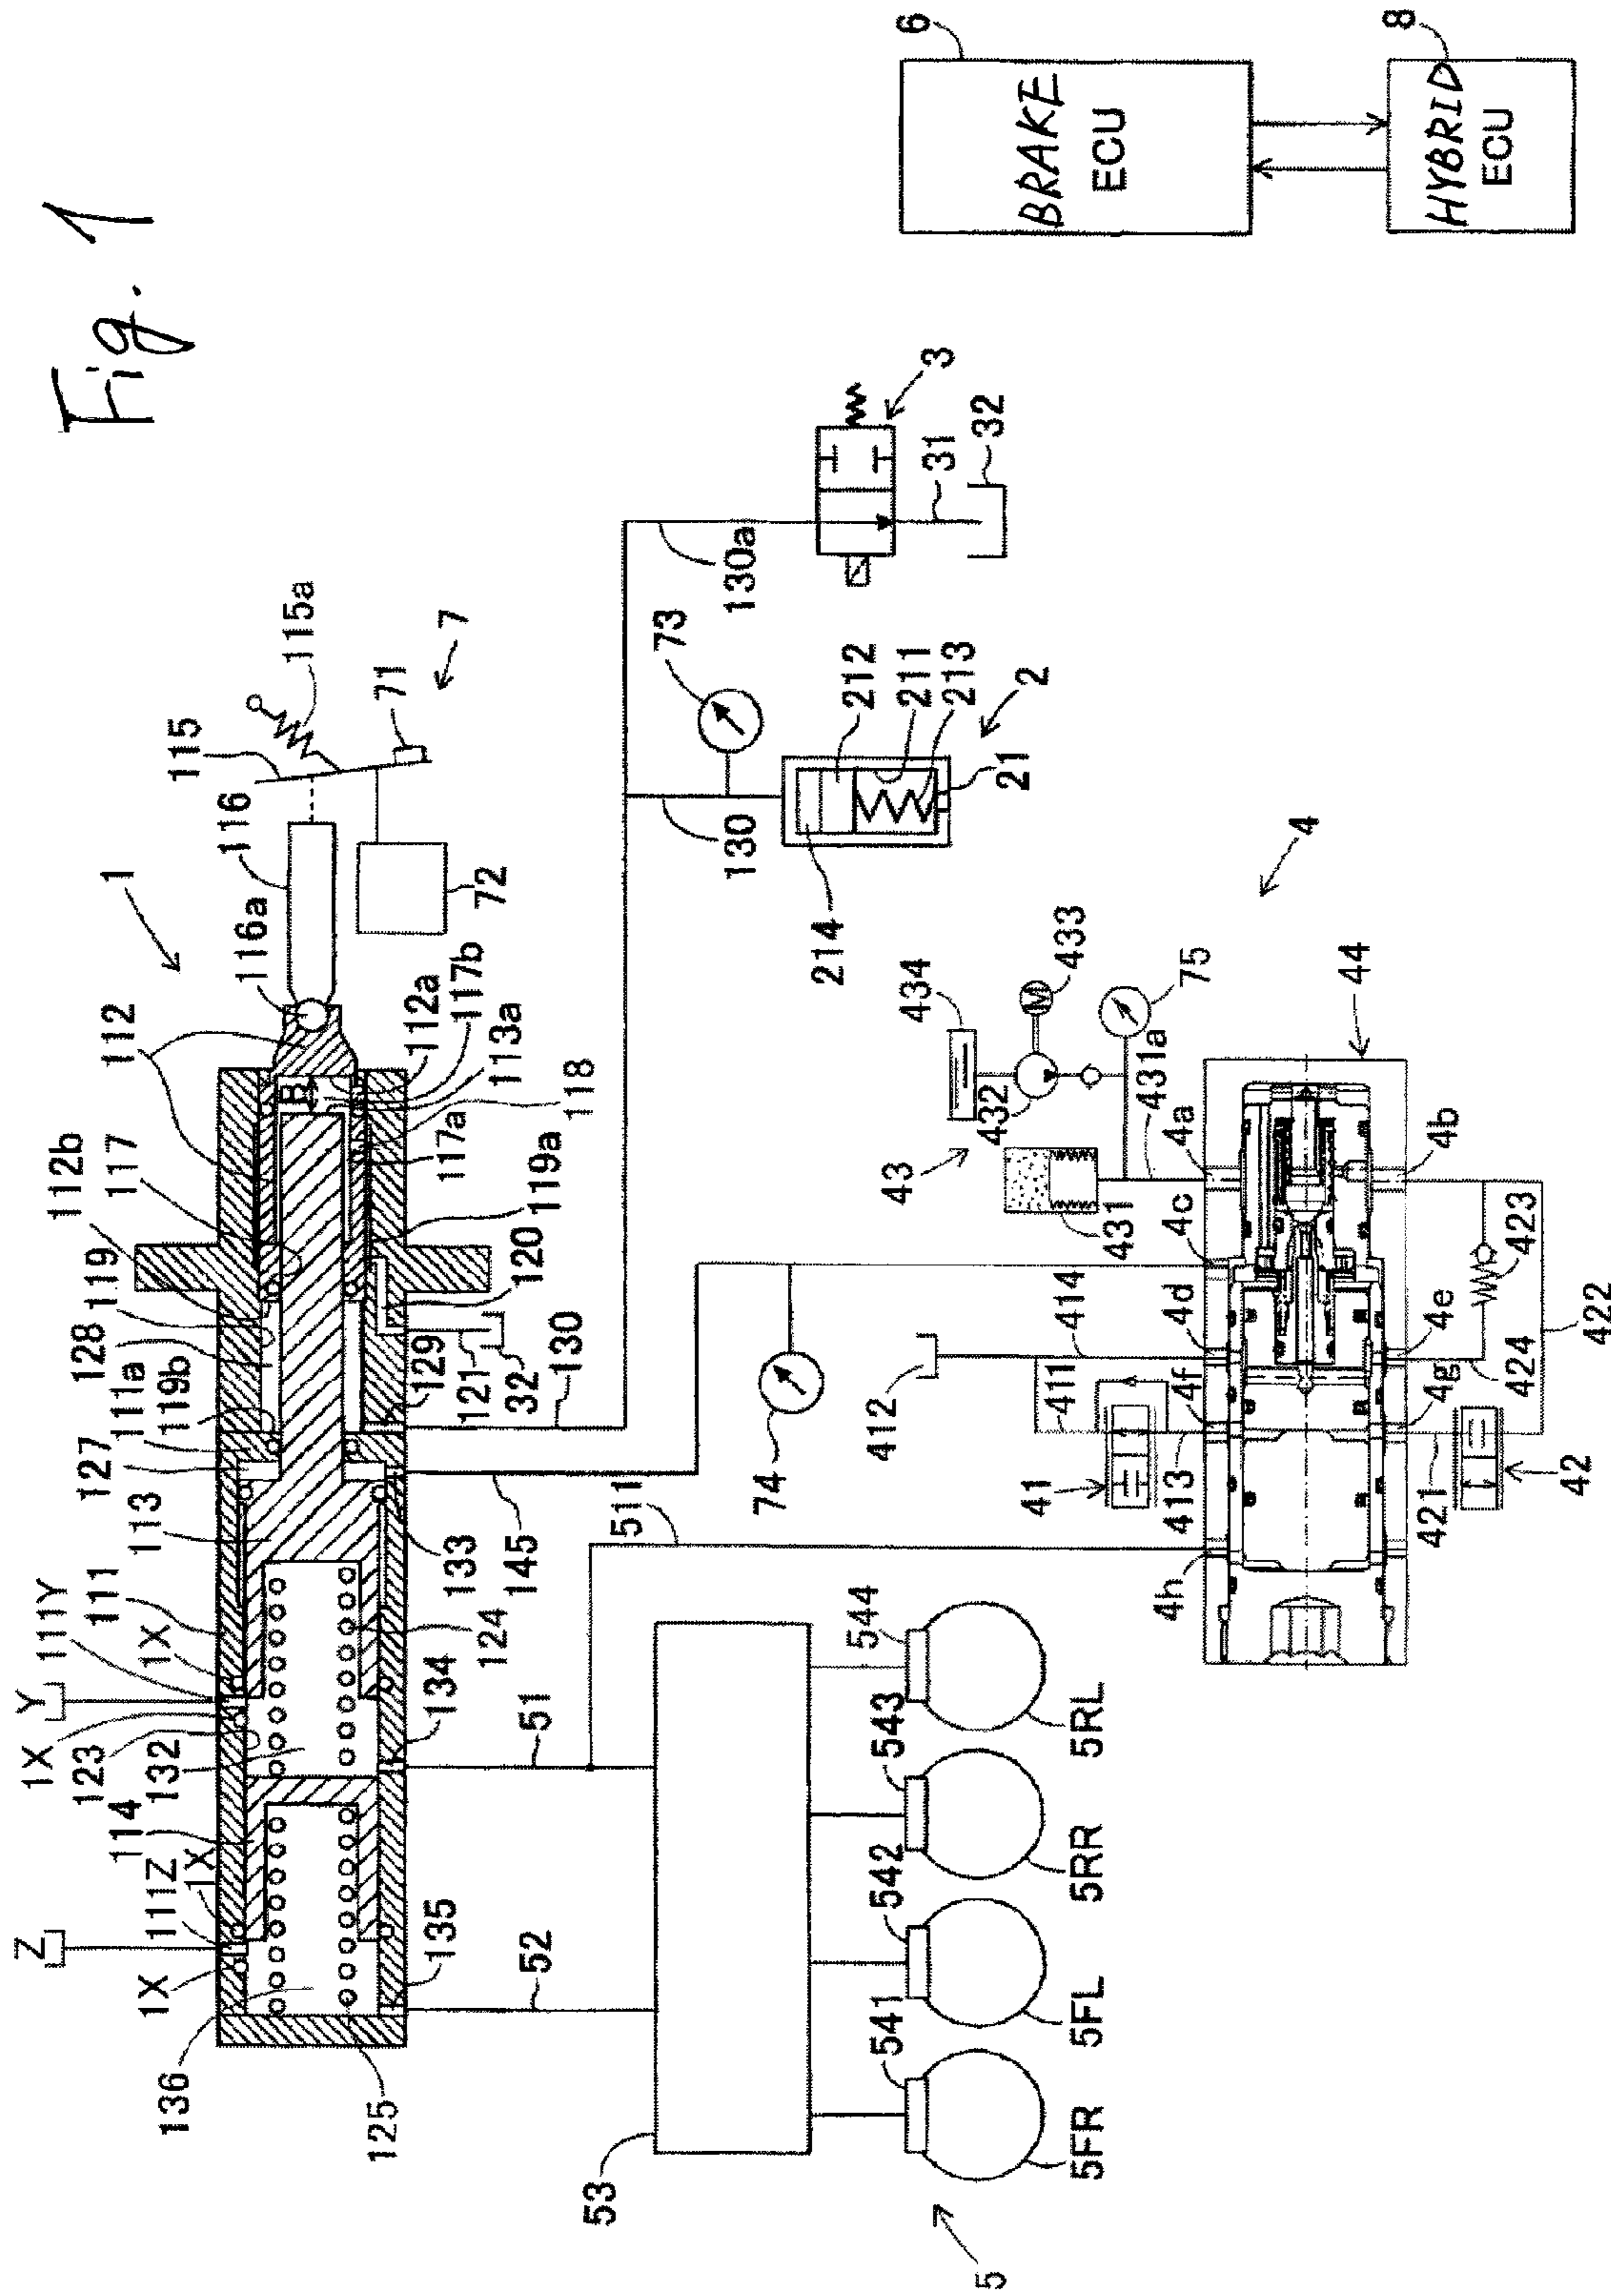 Fig. 1
Z
Y
136
1X
111Z
1X
114
132
123
1X
111Y
1X
111
113
127
111a
119b
128
119
117
112b
112
1
116a
116
115
115a
B
125
135
134
124
133
145
129
130
32
121
120
119a
117a
118
113a
117b
112a
72
71
7
52
51
511
130
73
130a
3
31
32
53
541
542
543
544
5FR
5FL
5RR
5RL
5
214
212
211
213
21
2
74
412
411
414
41
413
43
431
434
432
433
75
431a
4
44
4h
4f
4d
4c
4a
4g
4e
4b
421
42
424
423
422
6
BRAKE
ECU
8
HYBRID
ECU
M